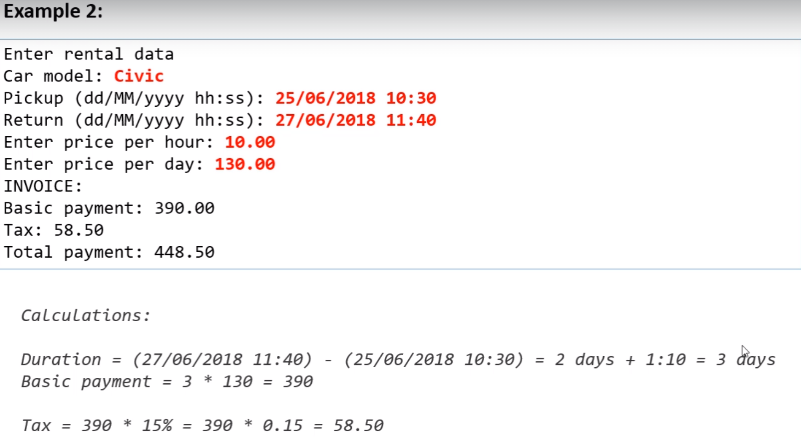 Example 2:
Enter rental data
Car model: Civic
Pickup (dd/MM/yyyy hh:ss): 25/06/2018 10:30
Return (dd/MM/yyyy hh:ss): 27/06/2018 11:40
Enter price per hour: 10.00
Enter price per day: 130.00
INVOICE:
Basic payment: 390.00
Tax: 58.50
Total payment: 448.50
Calculations:
Duration = (27/06/2018 11:40) - (25/06/2018 10:30) = 2 days + 1:10 = 3 days
Basic payment = 3 * 130 = 390
Tax = 390 * 15% = 390 * 0.15 = 58.50